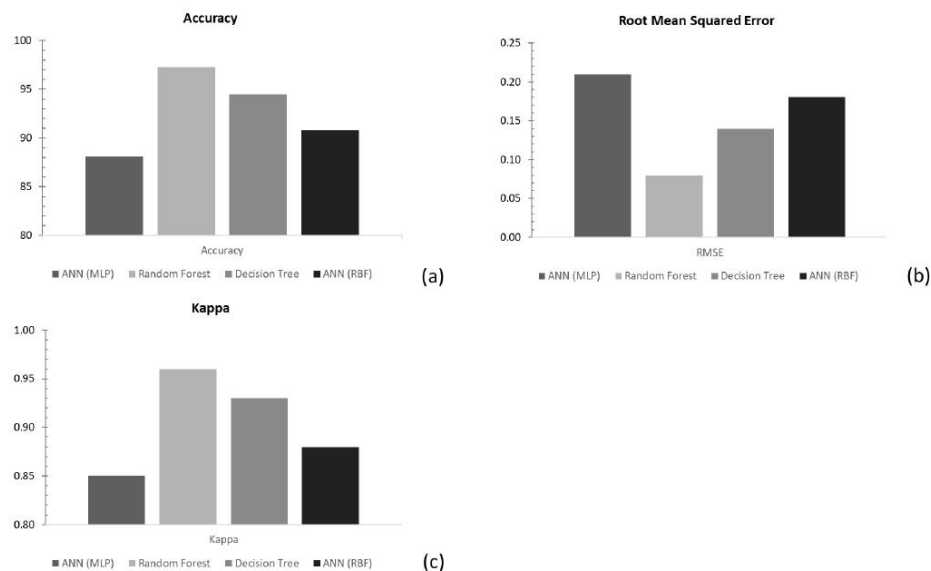 Accuracy
100
95
90
85
80
Accuracy
ANN (MLP) Random Forest Decision Tree ANN (RBF)
(a)
Root Mean Squared Error
0.25
0.20
0.15
0.10
0.05
0.00
RMSE
ANN (MLP) Random Forest Decision Tree ANN (RBF)
(b)
Kappa
1.00
0.95
0.90
0.85
0.80
Kappa
ANN (MLP) Random Forest Decision Tree ANN (RBF)
(c)